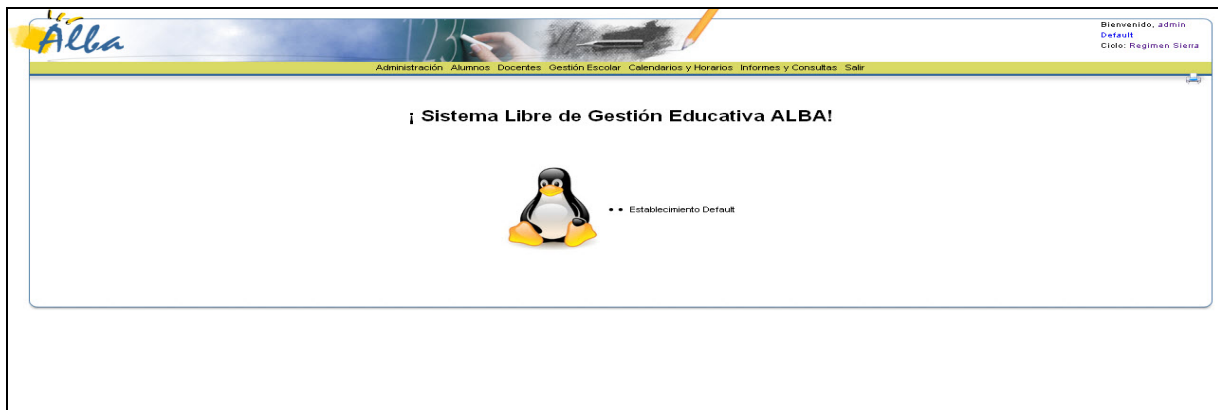 Alba
Bienvenido, admin
Default
Ciclo: Regimen Sierra
Administración Alumnos Docentes Gestión Escolar Calendarios y Horarios Informes y Consultas Salir
¡ Sistema Libre de Gestión Educativa ALBA!
• • Establecimiento Default